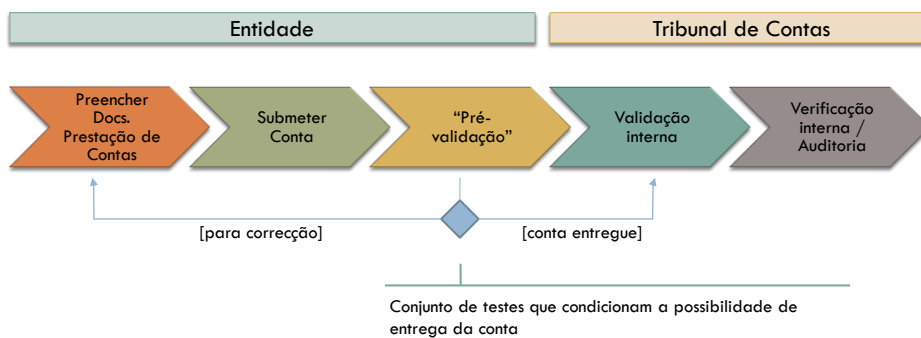 Entidade
Tribunal de Contas
Preencher
Docs.
Prestação de
Contas
Submeter
Conta
“Pré-
validação”
Validação
interna
Verificação
interna /
Auditoria
[para correcção]
[conta entregue]
Conjunto de testes que condicionam a possibilidade de
entrega da conta